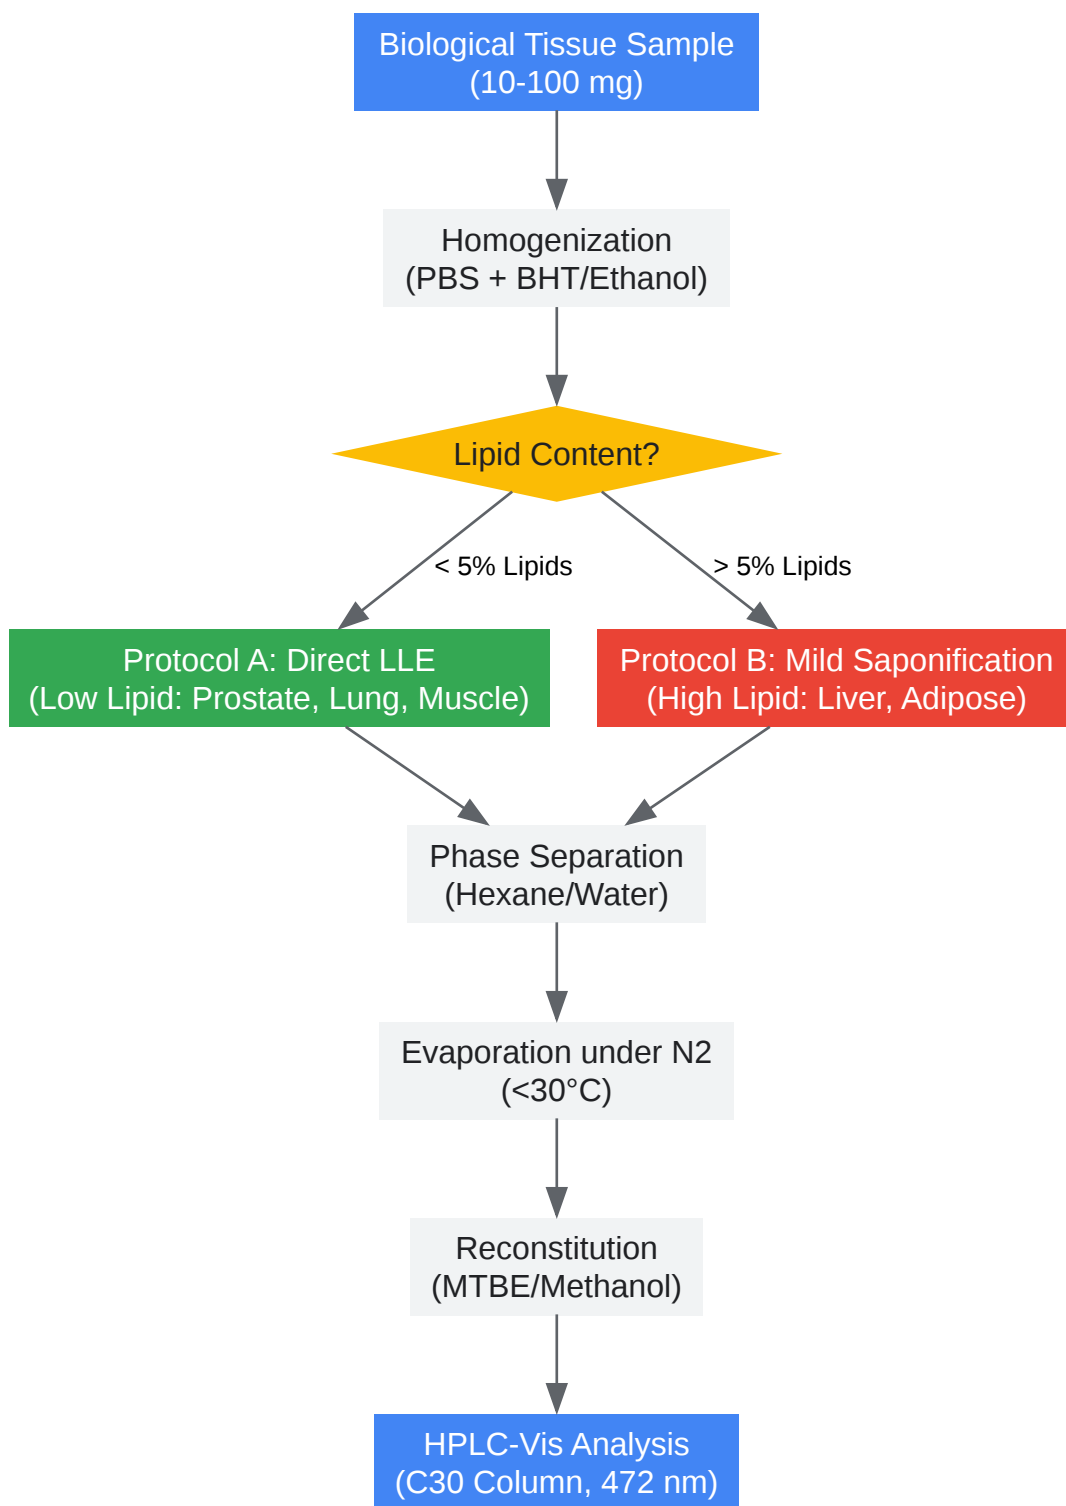 Biological Tissue Sample
(10-100 mg)
Homogenization
(PBS + BHT/Ethanol)
Lipid Content?
< 5% Lipids
> 5% Lipids
Protocol A: Direct LLE
(Low Lipid: Prostate, Lung, Muscle)
Protocol B: Mild Saponification
(High Lipid: Liver, Adipose)
Phase Separation
(Hexane/Water)
Evaporation under N2
(<30°C)
Reconstitution
(MTBE/Methanol)
HPLC-Vis Analysis
(C30 Column, 472 nm)